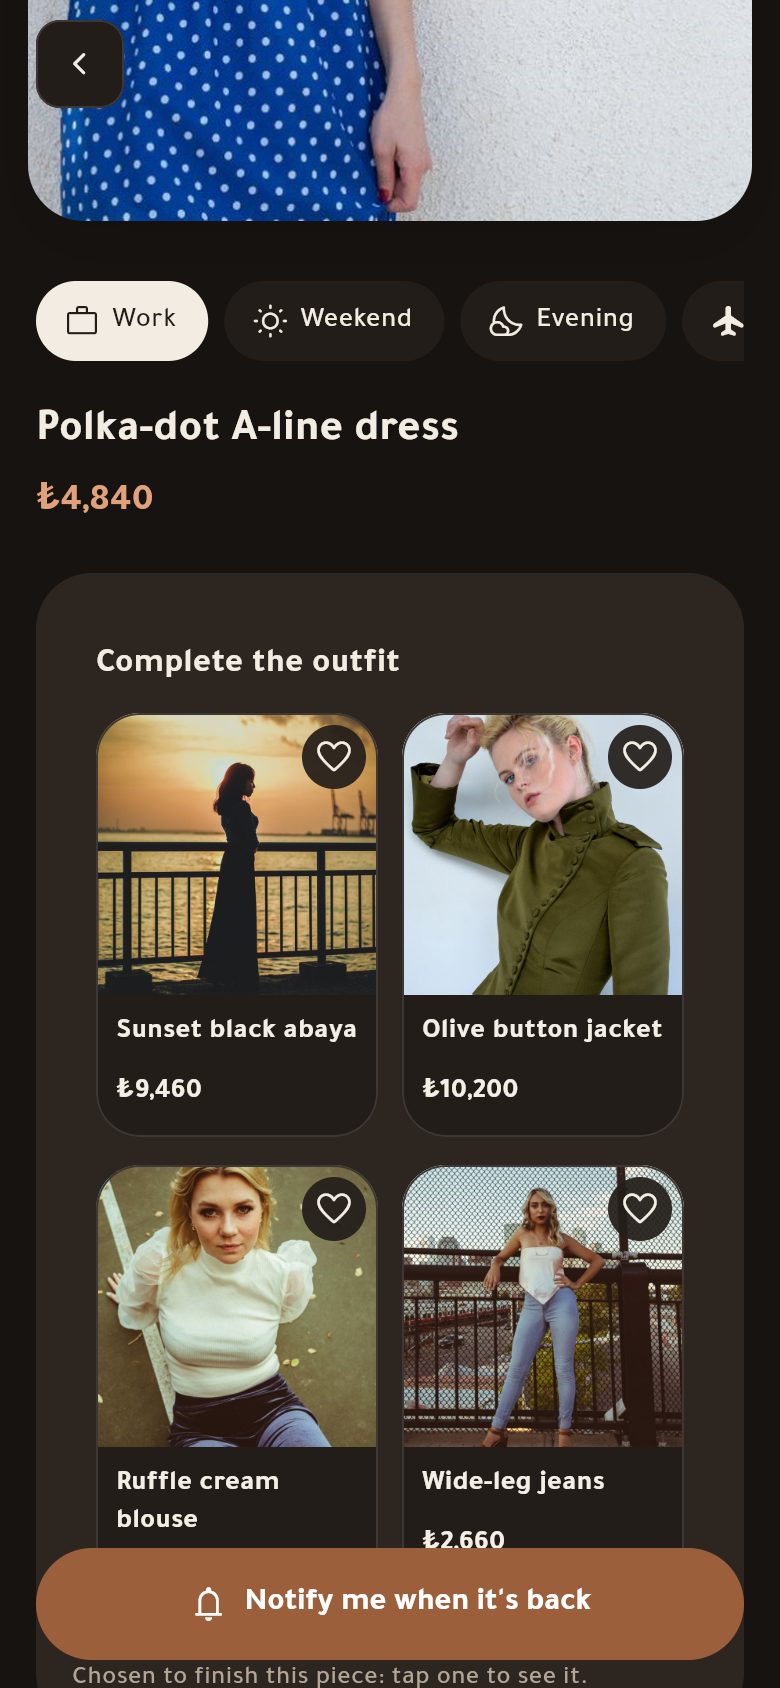 Work
Weekend
Evening
Polka-dot A-line dress
₺4,840
Complete the outfit
Sunset black abaya
₺9,460
Olive button jacket
₺10,200
Ruffle cream
blouse
Wide-leg jeans
₺2,660
Notify me when it's back
Chosen to finish this piece: tap one to see it.